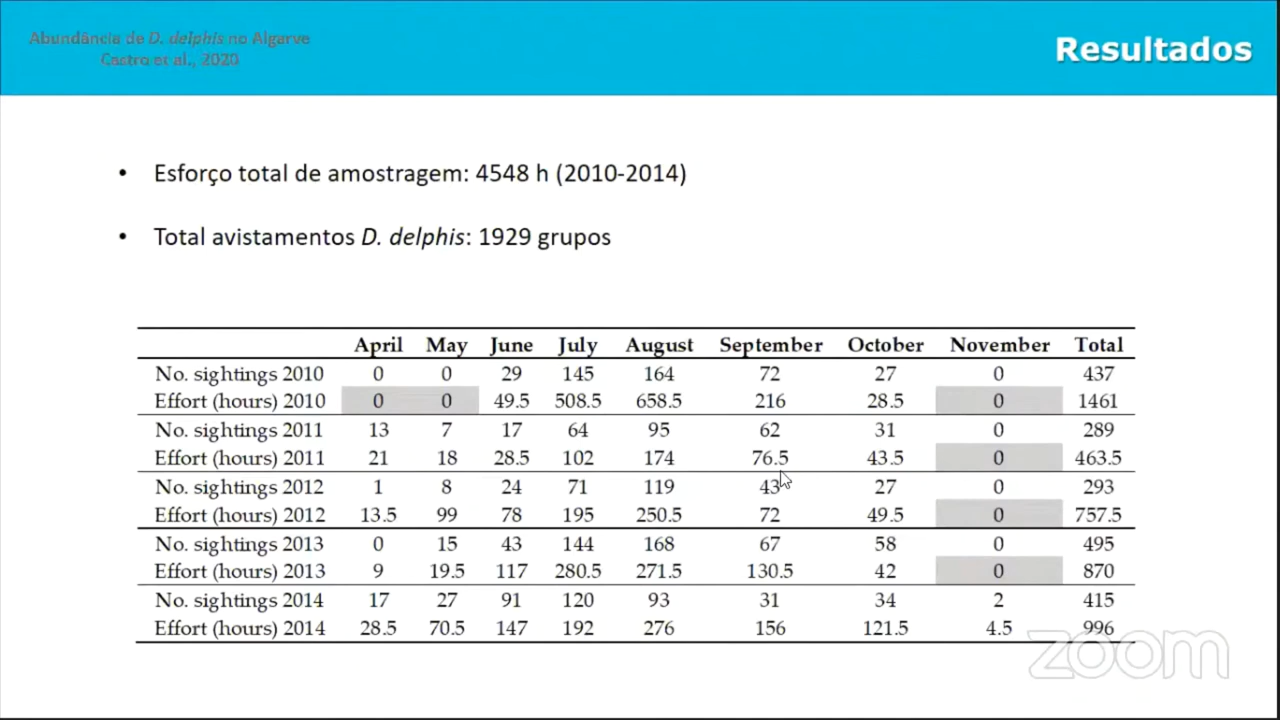 Abundância de D. delphis no Algarve
Castro et al., 2020
Resultados
• Esforço total de amostragem: 4548 h (2010-2014)
• Total avistamentos D. delphis: 1929 grupos
April May June July August September October November Total
No. sightings 2010 0 0 29 145 164 72 27 0 437
Effort (hours) 2010 0 0 49.5 508.5 658.5 216 28.5 0 1461
No. sightings 2011 13 7 17 64 95 62 31 0 289
Effort (hours) 2011 21 18 28.5 102 174 76.5 43.5 0 463.5
No. sightings 2012 1 8 24 71 119 43 27 0 293
Effort (hours) 2012 13.5 99 78 195 250.5 72 49.5 0 757.5
No. sightings 2013 0 15 43 144 168 67 58 0 495
Effort (hours) 2013 9 19.5 117 280.5 271.5 130.5 42 0 870
No. sightings 2014 17 27 91 120 93 31 34 2 415
Effort (hours) 2014 28.5 70.5 147 192 276 156 121.5 4.5 996
zoom